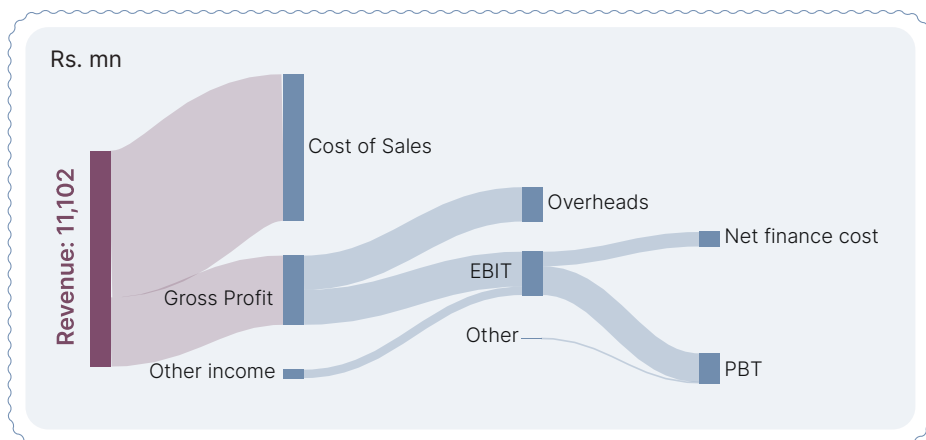 Rs. mn
Revenue: 11,102
Cost of Sales
Gross Profit
Other income
Overheads
EBIT
Other
Net finance cost
PBT